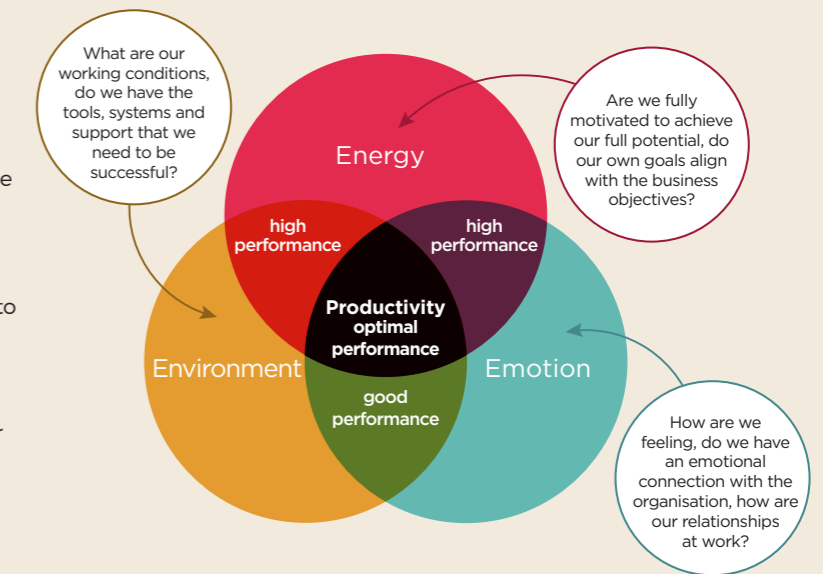 What are our
working conditions,
do we have the
tools, systems and
support that we
need to be
successful?
Are we fully
motivated to achieve
our full potential, do
our own goals align
with the business
objectives?
Energy
high
performance
high
performance
Productivity
optimal
performance
Environment
Emotion
good
performance
How are we
feeling, do we have
an emotional
connection with the
organisation, how are
our relationships
at work?
to